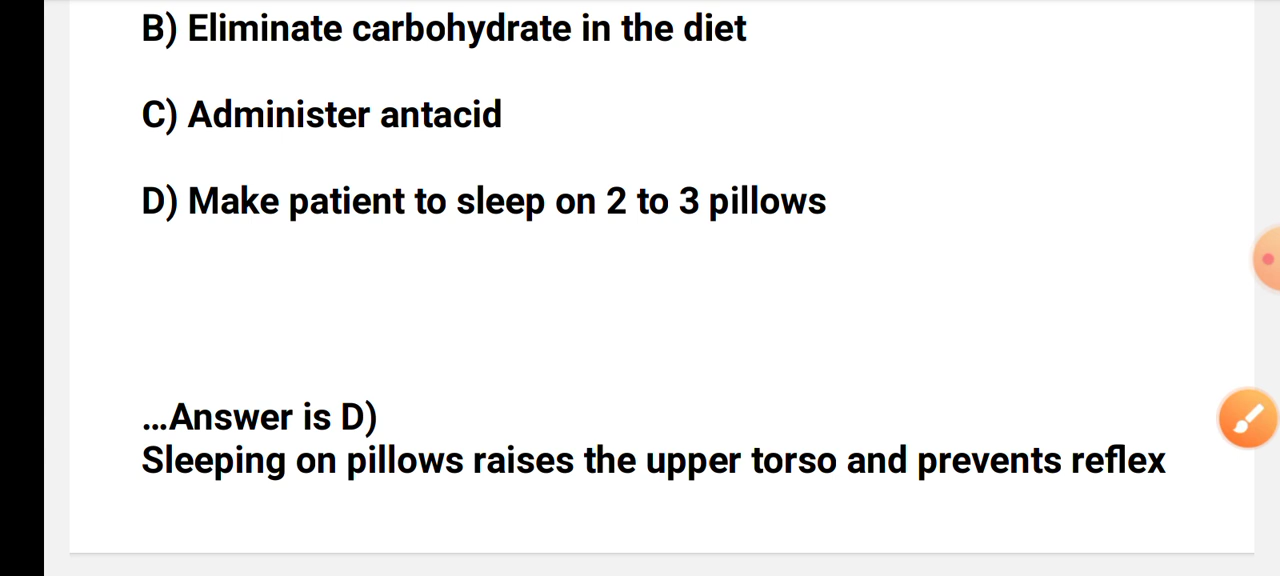 B) Eliminate carbohydrate in the diet
C) Administer antacid
D) Make patient to sleep on 2 to 3 pillows
...Answer is D)
Sleeping on pillows raises the upper torso and prevents reflex